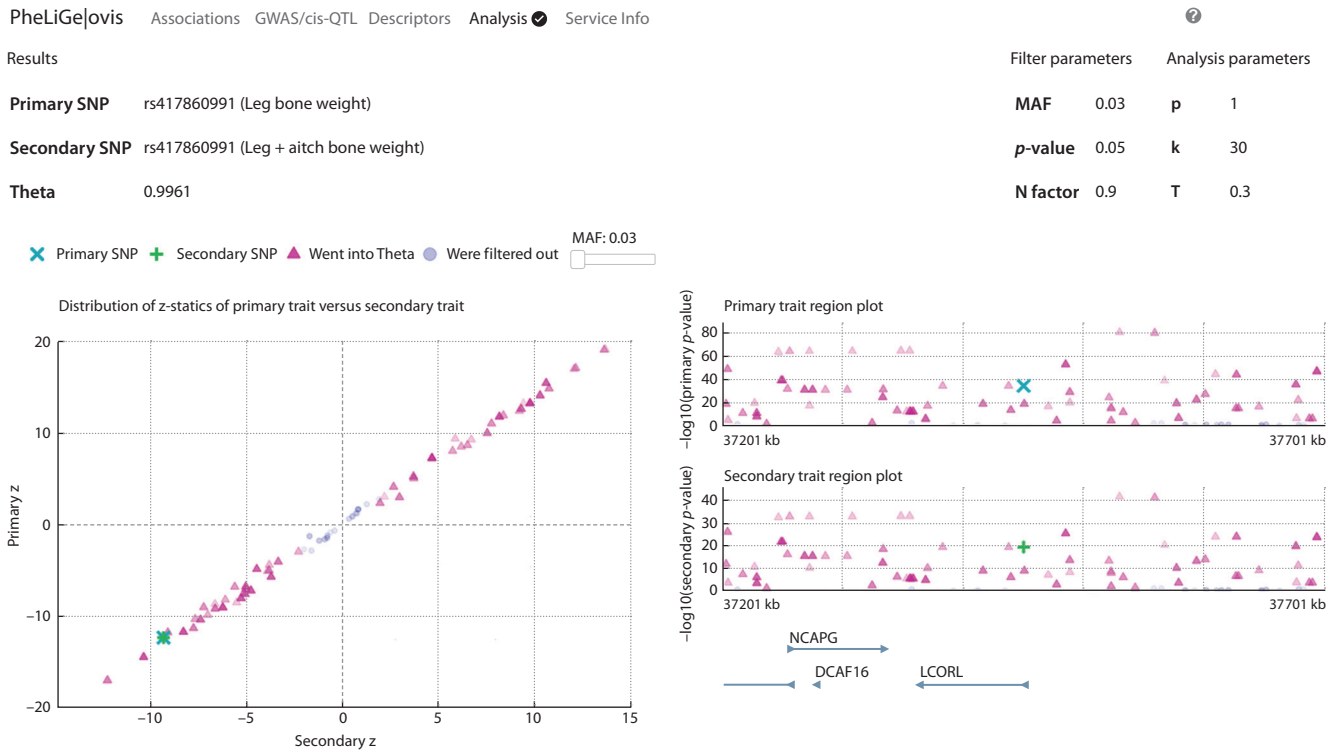 PheLiGe|ovis Associations GWAS/cis-QTL Descriptors Analysis Service Info ?
Results
Filter parameters Analysis parameters
Primary SNP rs417860991 (Leg bone weight)
MAF 0.03 p 1
Secondary SNP rs417860991 (Leg + aitch bone weight)
p-value 0.05 k 30
Theta 0.9961
N factor 0.9 T 0.3
Primary SNP Secondary SNP Went into Theta Were filtered out
MAF: 0.03
Distribution of z-statics of primary trait versus secondary trait
Primary z
20
10
0
−10
−20
−10 −5 0 5 10 15
Secondary z
Primary trait region plot
−log10(primary p-value)
80
60
40
20
0
37201 kb 37701 kb
Secondary trait region plot
−log10(secondary p-value)
40
30
20
10
0
37201 kb 37701 kb
NCAPG
DCAF16 LCORL